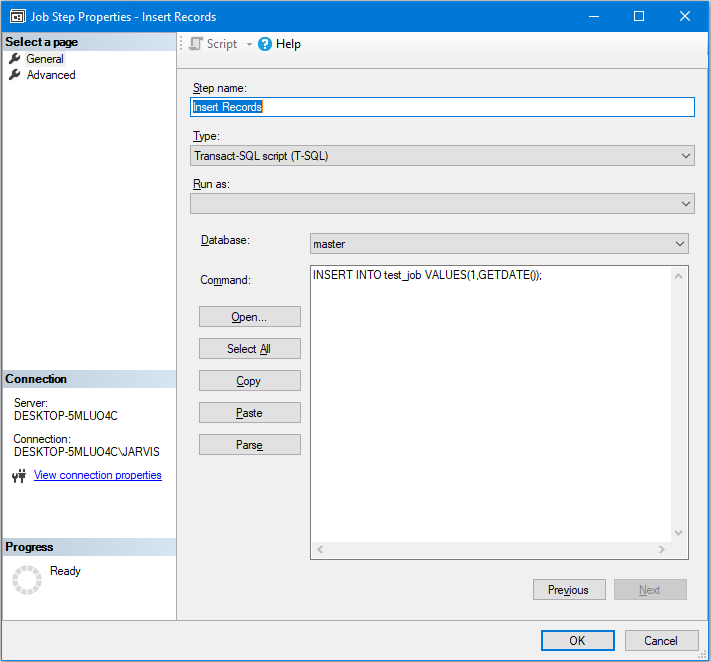 Job Step Properties - Insert Records
Select a page
General
Advanced
Script
Help
Step name:
Insert Records
Type:
Transact-SQL script (T-SQL)
Run as:
Database:
master
Command:
INSERT INTO test_job VALUES(1,GETDATE());
Open...
Select All
Copy
Paste
Parse
Connection
Server:
DESKTOP-5MLUO4C
Connection:
DESKTOP-5MLUO4C\JARVIS
View connection properties
Progress
Ready
Previous
Next
OK
Cancel